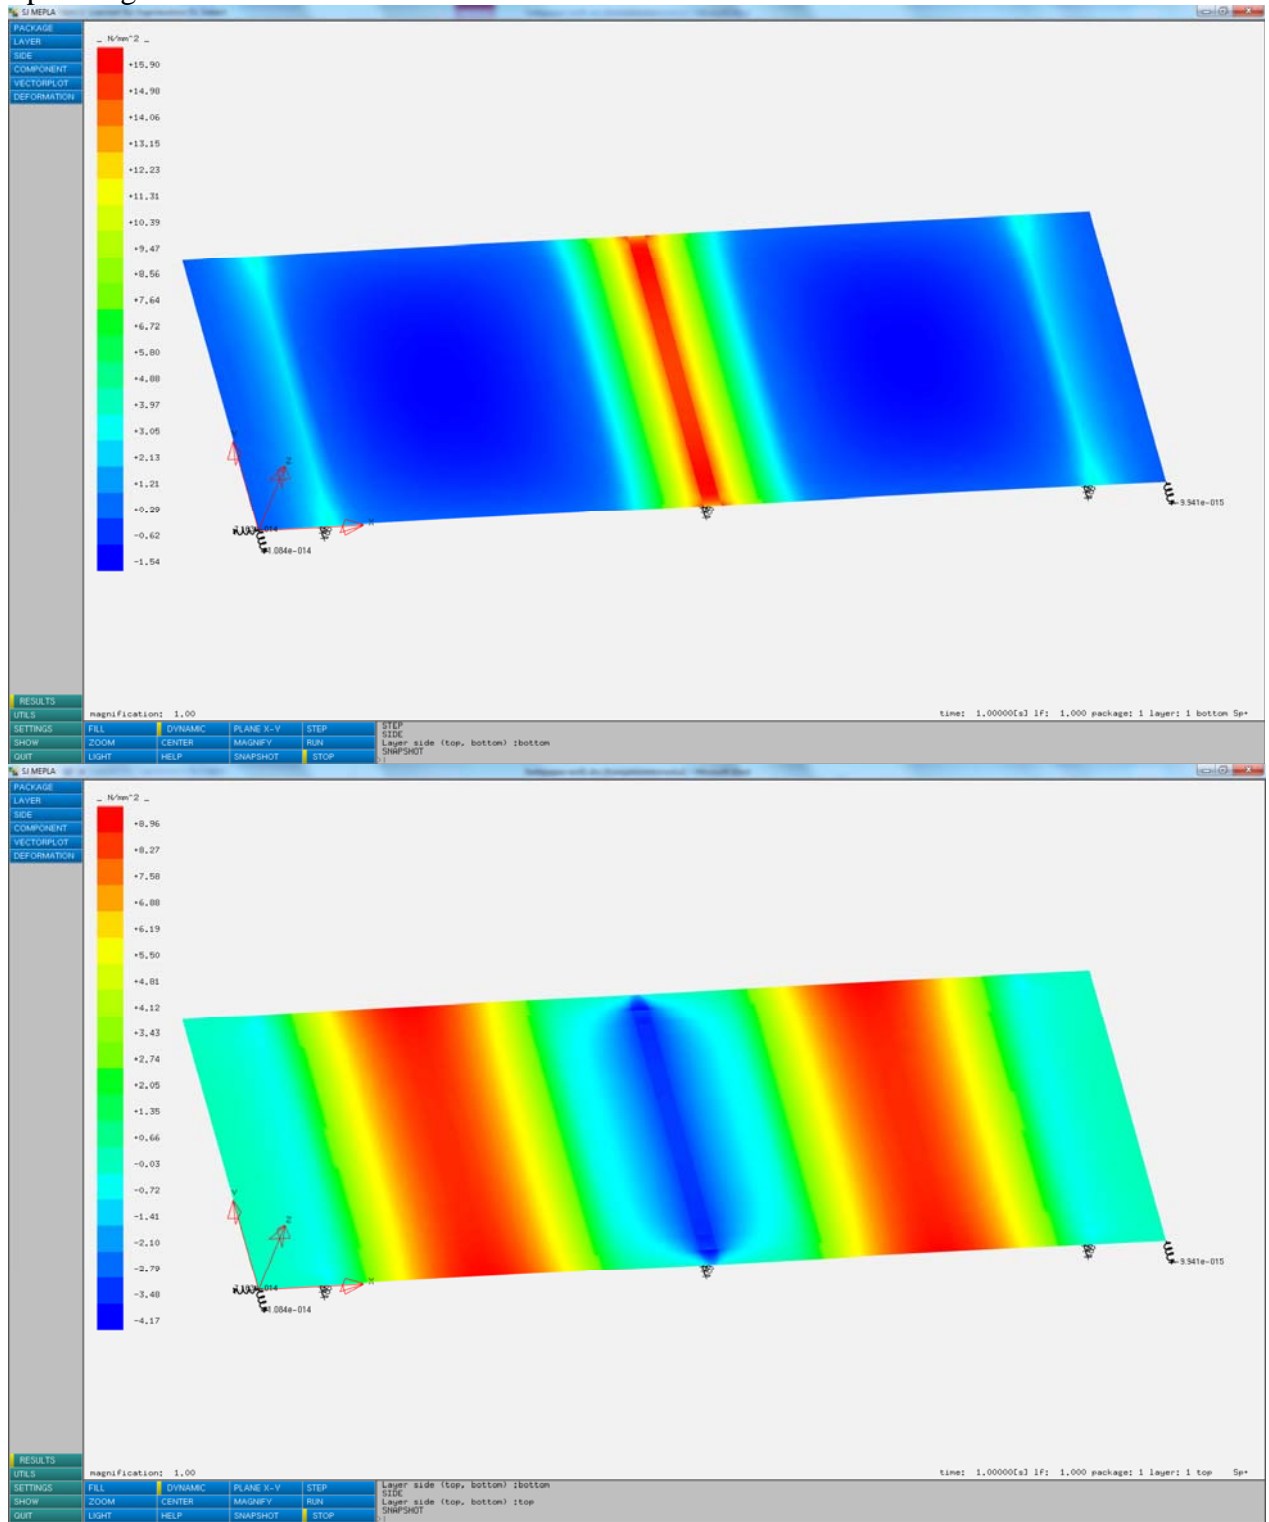 SJ MEPLA
PACKAGE
LAYER
SIDE
COMPONENT
VECTORPLOT
DEFORMATION
_ N/mm^2 _
+15.90
+14.98
+14.06
+13.15
+12.23
+11.31
+10.39
+9.47
+8.56
+7.64
+6.72
+5.80
+4.88
+3.97
+3.05
+2.13
+1.21
+0.29
-0.62
-1.54
Z
X
-9.941e-015
1.084e-014
RESULTS
UTILS
SETTINGS
SHOW
QUIT
magnification: 1.00
time: 1.00000[s] lf: 1.000 package: 1 layer: 1 bottom Sp+
FILL DYNAMIC PLANE X-Y STEP
ZOOM CENTER MAGNIFY RUN
LIGHT HELP SNAPSHOT STOP
STEP
SIDE
Layer side (top, bottom) :bottom
SNAPSHOT
>|
SJ MEPLA
PACKAGE
LAYER
SIDE
COMPONENT
VECTORPLOT
DEFORMATION
_ N/mm^2 _
+8.96
+8.27
+7.58
+6.88
+6.19
+5.50
+4.81
+4.12
+3.43
+2.74
+2.05
+1.35
+0.66
-0.03
-0.72
-1.41
-2.10
-2.79
-3.48
-4.17
Y
Z
X
-9.941e-015
1.084e-014
RESULTS
UTILS
SETTINGS
SHOW
QUIT
magnification: 1.00
time: 1.00000[s] lf: 1.000 package: 1 layer: 1 top Sp+
FILL DYNAMIC PLANE X-Y STEP
ZOOM CENTER MAGNIFY RUN
LIGHT HELP SNAPSHOT STOP
Layer side (top, bottom) :bottom
SIDE
Layer side (top, bottom) :top
SNAPSHOT
>|